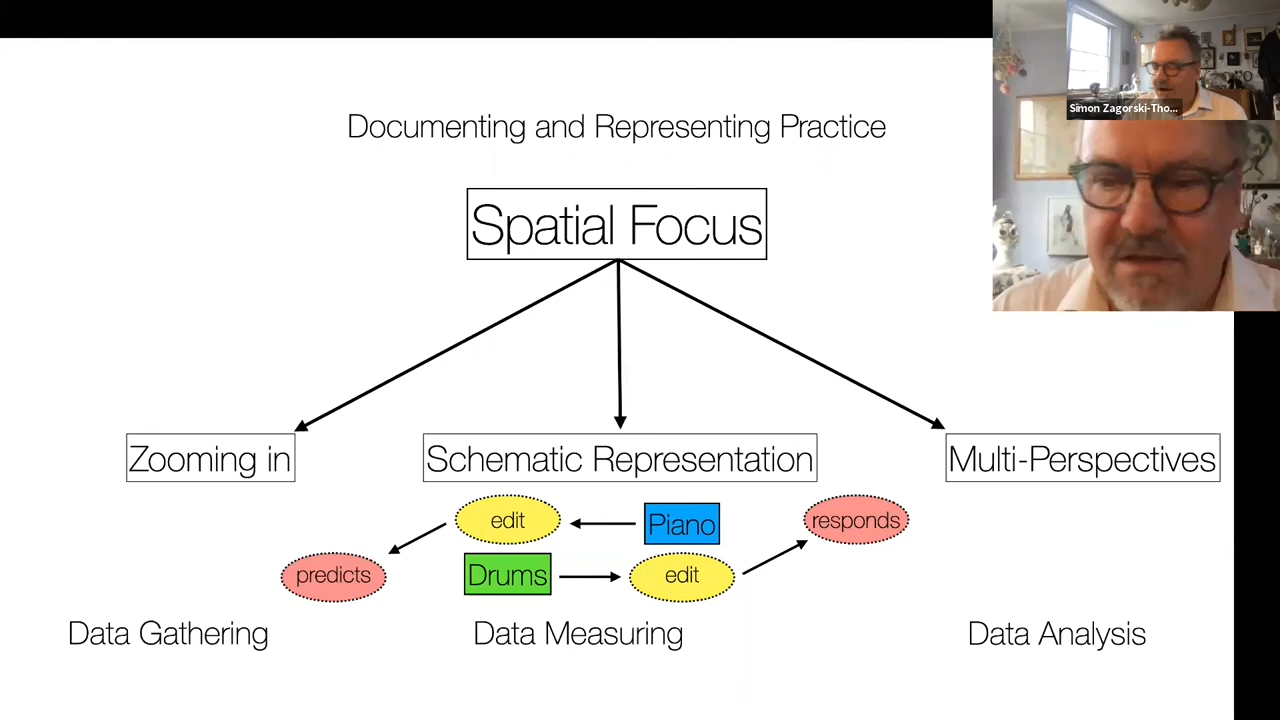 Simon Zagorski-Tho...
Documenting and Representing Practice
Spatial Focus
Zooming in
Schematic Representation
Multi-Perspectives
edit
Piano
responds
predicts
Drums
edit
Data Gathering
Data Measuring
Data Analysis